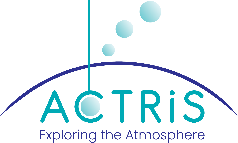 ACTRiS
Exploring the Atmosphere